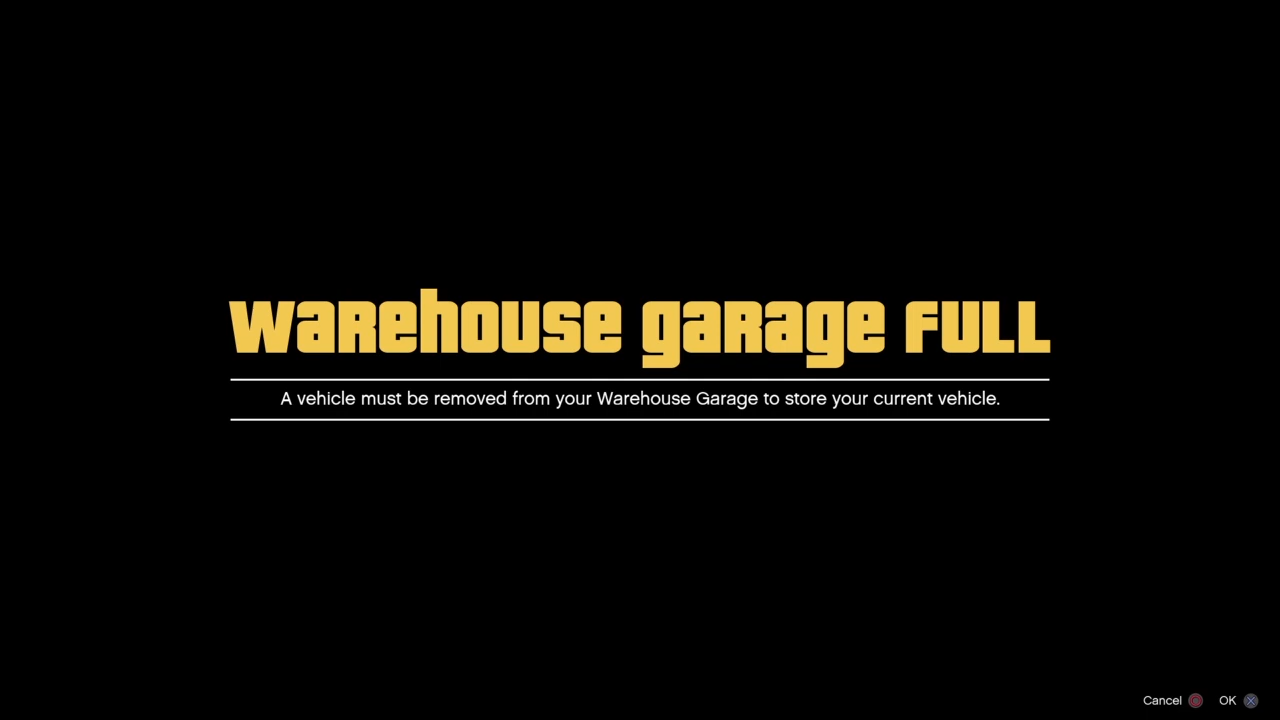 warehouse garage full
A vehicle must be removed from your Warehouse Garage to store your current vehicle.
Cancel OK